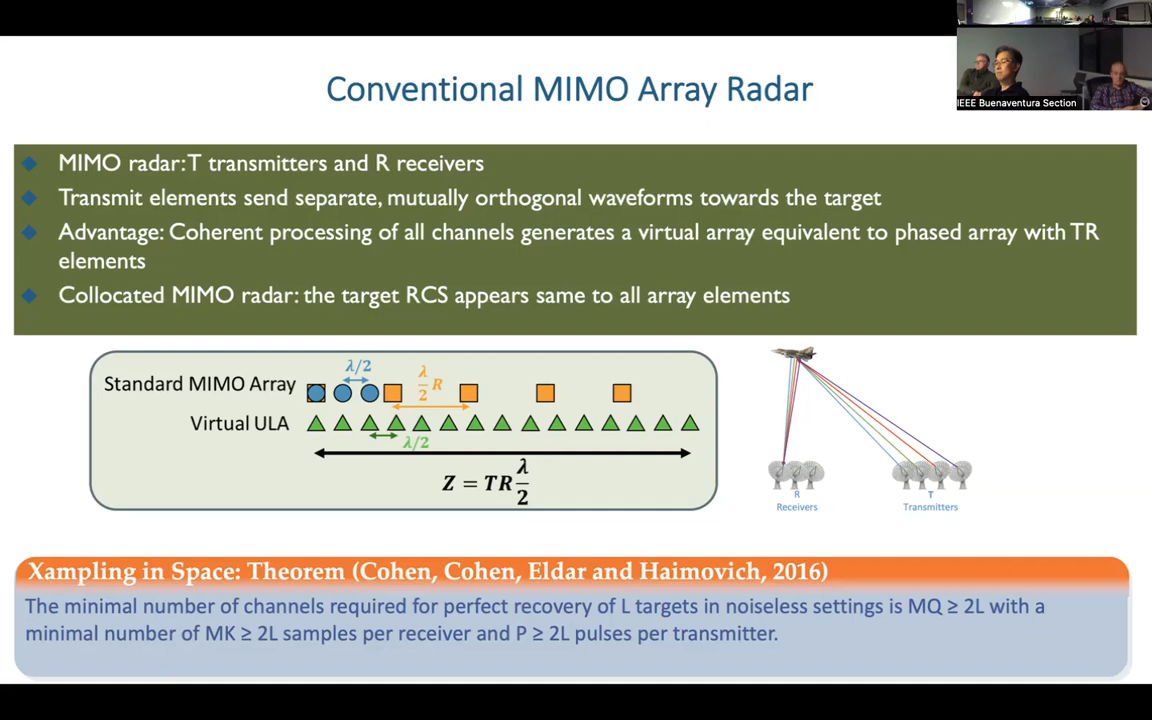 Conventional MIMO Array Radar
IEEE Buenaventura Section
MIMO radar: T transmitters and R receivers
Transmit elements send separate, mutually orthogonal waveforms towards the target
Advantage: Coherent processing of all channels generates a virtual array equivalent to phased array with TR
elements
Collocated MIMO radar: the target RCS appears same to all array elements
λ/2
λ/2 R
Standard MIMO Array
Virtual ULA
λ/2
Z = TR λ/2
R
Receivers
T
Transmitters
Xampling in Space: Theorem (Cohen, Cohen, Eldar and Haimovich, 2016)
The minimal number of channels required for perfect recovery of L targets in noiseless settings is MQ ≥ 2L with a
minimal number of MK ≥ 2L samples per receiver and P ≥ 2L pulses per transmitter.